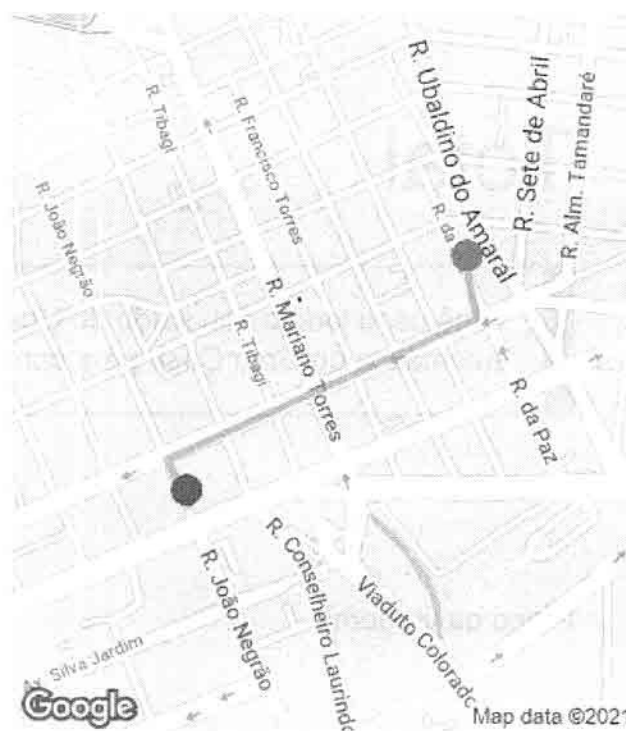 R. Ubaldino do Amaral
R. Sete de Abril
R. Alm. Tamandaré
R. Tibagi
R. Francisco Torres
R. João Negrão
R. da
R. Mariano Torres
R. Tibagi
R. da Paz
R. João Negrão
R. Conselheiro Laurindo
Viaduto Colorado
Av. Silva Jardim
Google
Map data ©2021